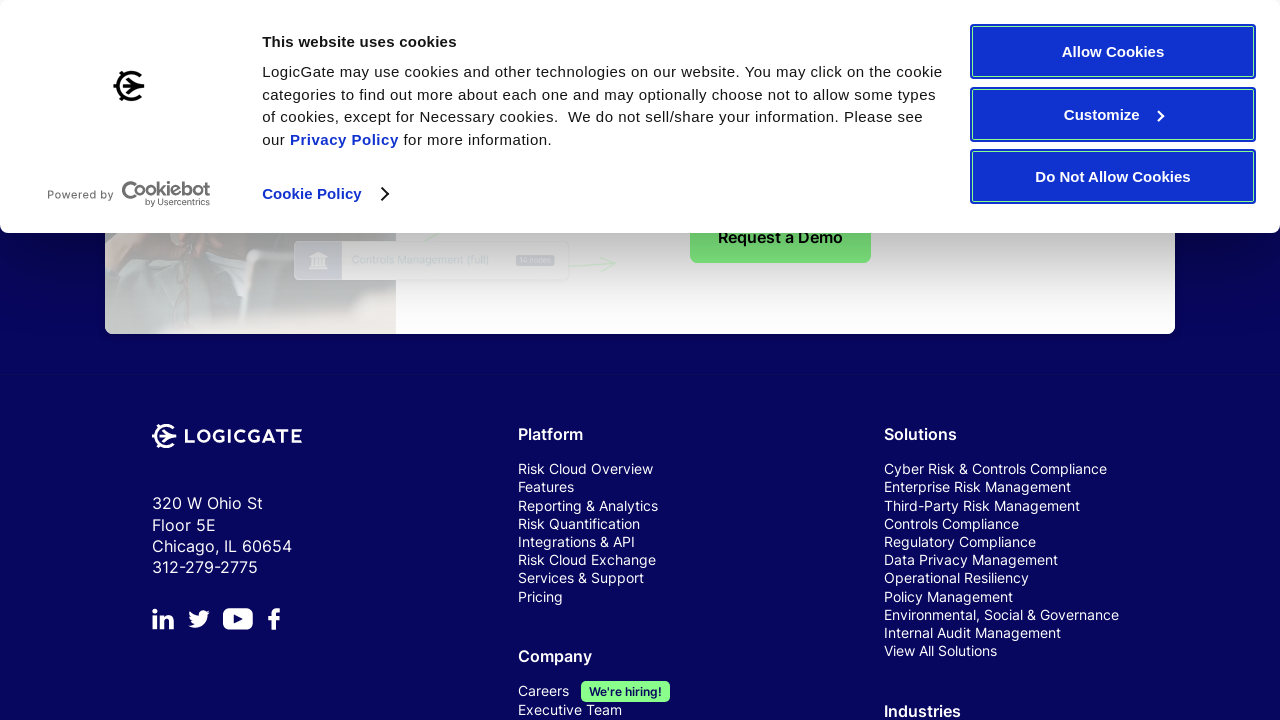 This website uses cookies
LogicGate may use cookies and other technologies on our website. You may click on the cookie
categories to find out more about each one and may optionally choose not to allow some types
of cookies, except for Necessary cookies.  We do not sell/share your information. Please see
our Privacy Policy for more information.
Powered by Cookiebot
by Usercentrics
Cookie Policy
Allow Cookies
Customize
Do Not Allow Cookies
Controls Management (full)
Request a Demo
LOGICGATE
320 W Ohio St
Floor 5E
Chicago, IL 60654
312-279-2775
Platform
Risk Cloud Overview
Features
Reporting & Analytics
Risk Quantification
Integrations & API
Risk Cloud Exchange
Services & Support
Pricing
Company
Careers We're hiring!
Executive Team
Solutions
Cyber Risk & Controls Compliance
Enterprise Risk Management
Third-Party Risk Management
Controls Compliance
Regulatory Compliance
Data Privacy Management
Operational Resiliency
Policy Management
Environmental, Social & Governance
Internal Audit Management
View All Solutions
Industries